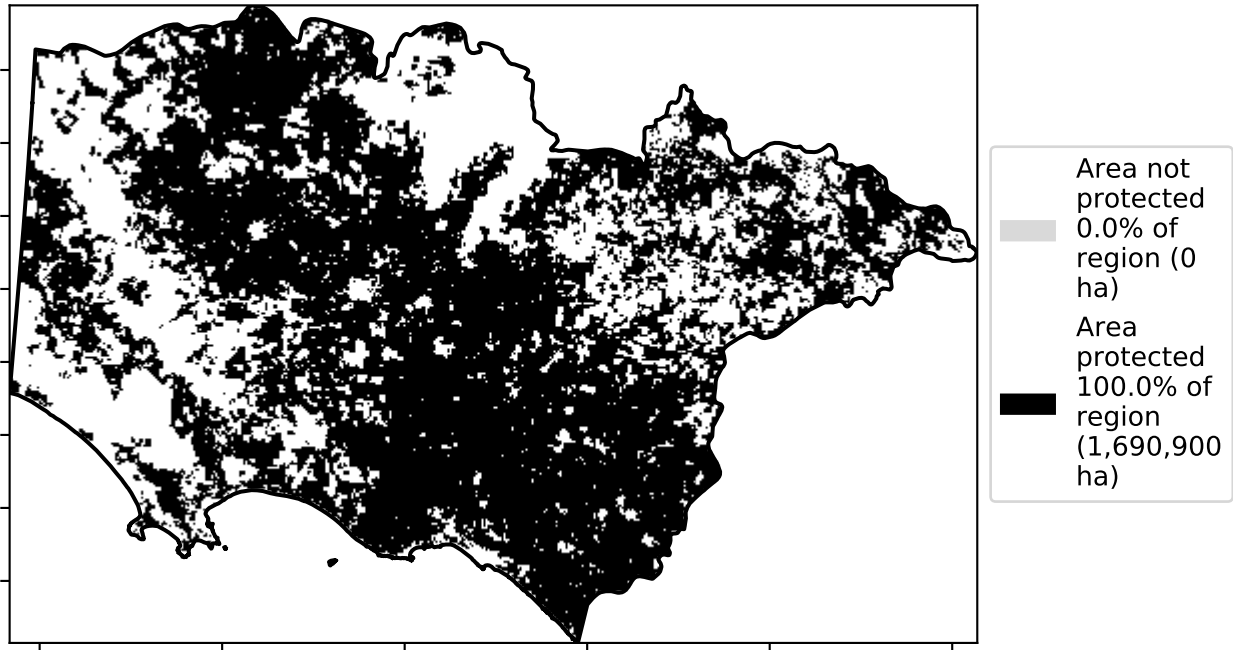 Area not
protected
0.0% of
region (0
ha)
Area
protected
100.0% of
region
(1,690,900
ha)